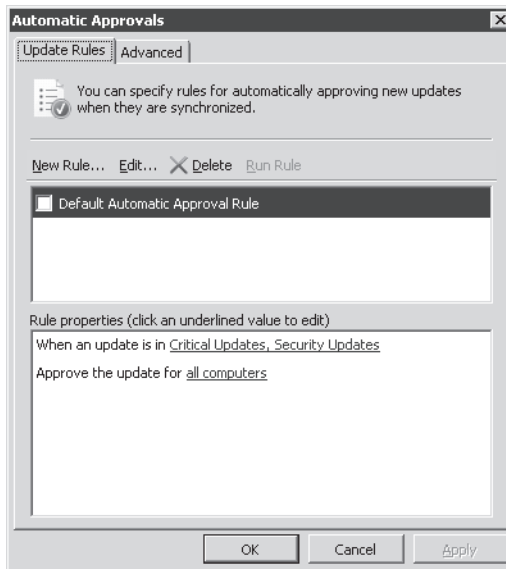 Automatic Approvals
Update Rules
Advanced
You can specify rules for automatically approving new updates
when they are synchronized.
New Rule... Edit... Delete Run Rule
Default Automatic Approval Rule
Rule properties (click an underlined value to edit)
When an update is in Critical Updates, Security Updates
Approve the update for all computers
OK Cancel Apply